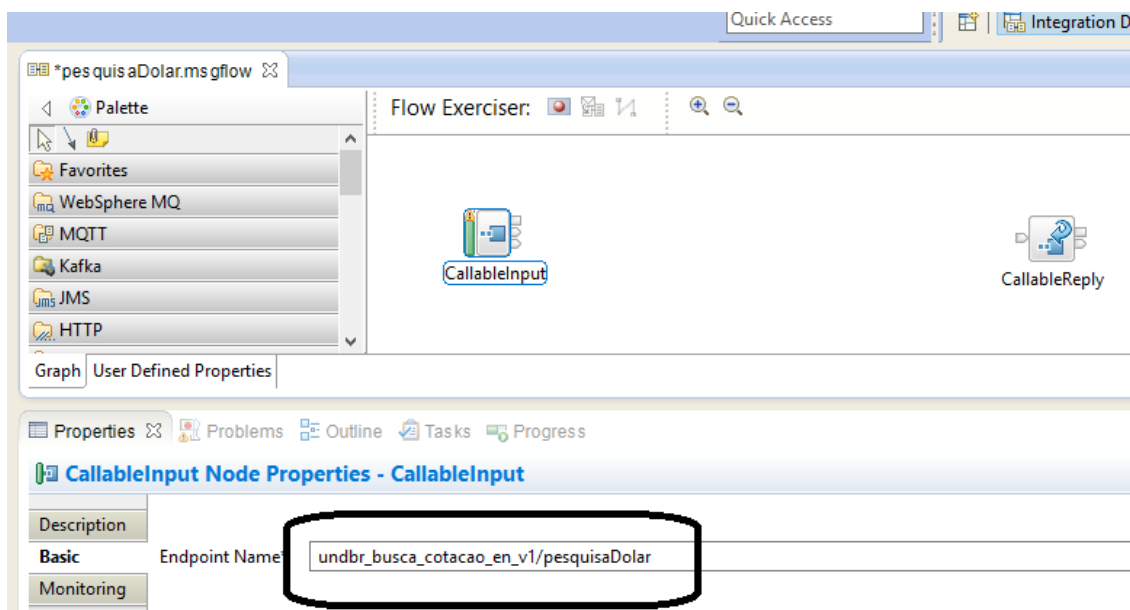 Quick Access
Integration D
*pesquisaDolar.msgflow
Palette
Flow Exerciser:
Favorites
WebSphere MQ
MQTT
Kafka
JMS
HTTP
CallableInput
CallableReply
Graph
User Defined Properties
Properties
Problems
Outline
Tasks
Progress
CallableInput Node Properties - CallableInput
Description
Basic
Endpoint Name*
undbr_busca_cotacao_en_v1/pesquisaDolar
Monitoring